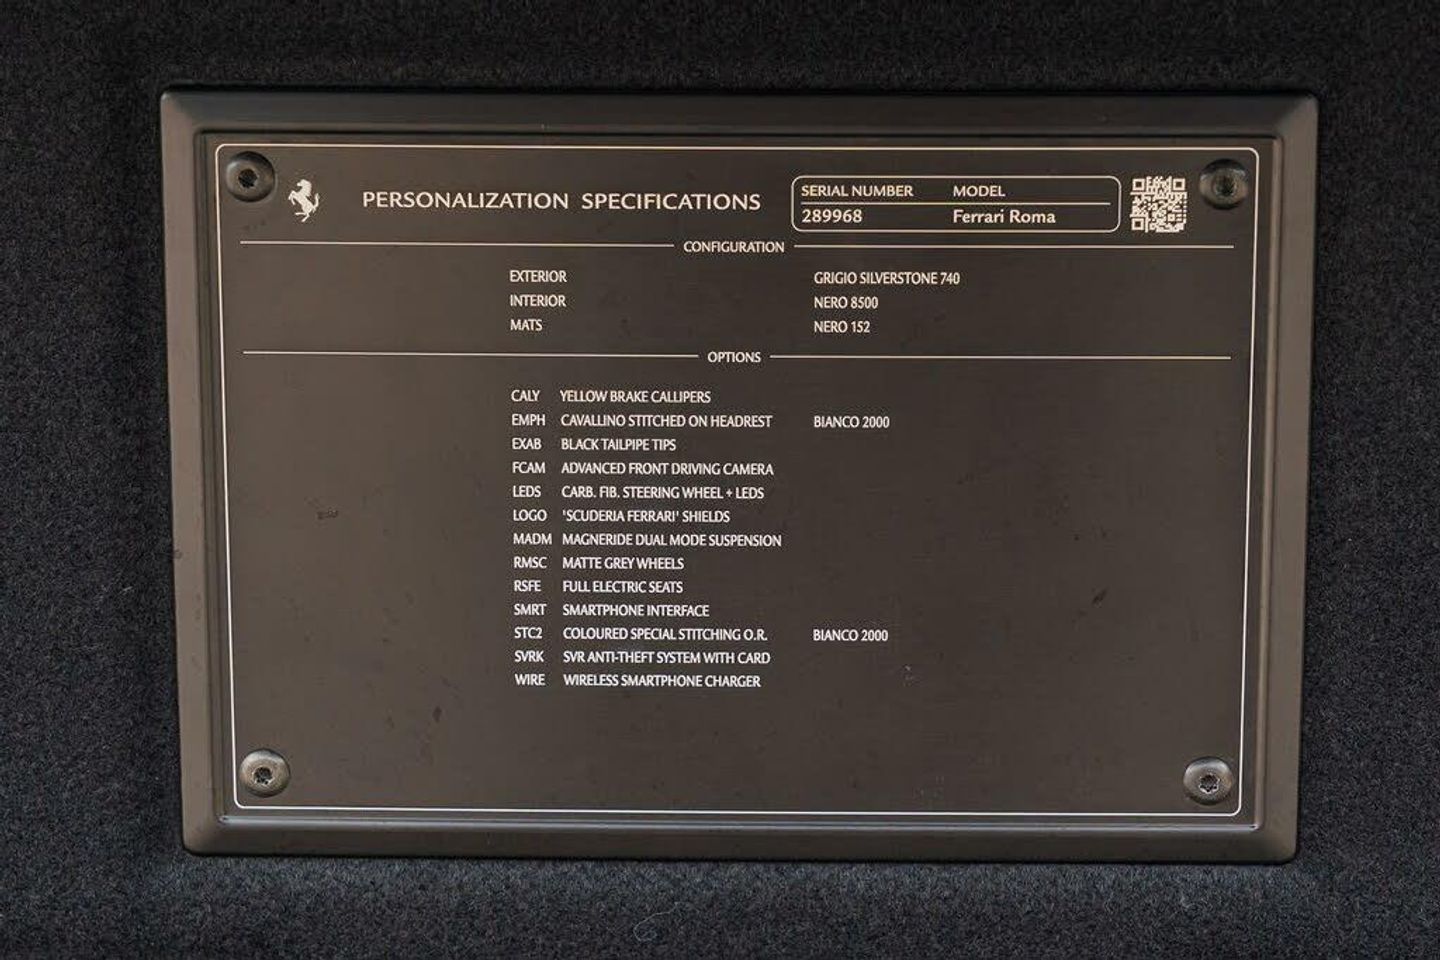 PERSONALIZATION SPECIFICATIONS
SERIAL NUMBER MODEL
289968 Ferrari Roma
CONFIGURATION
EXTERIOR GRIGIO SILVERSTONE 740
INTERIOR NERO 8500
MATS NERO 152
OPTIONS
CALY YELLOW BRAKE CALLIPERS
EMPH CAVALLINO STITCHED ON HEADREST BIANCO 2000
EXAB BLACK TAILPIPE TIPS
FCAM ADVANCED FRONT DRIVING CAMERA
LEDS CARB. FIB. STEERING WHEEL + LEDS
LOGO 'SCUDERIA FERRARI' SHIELDS
MADM MAGNERIDE DUAL MODE SUSPENSION
RMSC MATTE GREY WHEELS
RSFE FULL ELECTRIC SEATS
SMRT SMARTPHONE INTERFACE
STC2 COLOURED SPECIAL STITCHING O.R. BIANCO 2000
SVRK SVR ANTI-THEFT SYSTEM WITH CARD
WIRE WIRELESS SMARTPHONE CHARGER